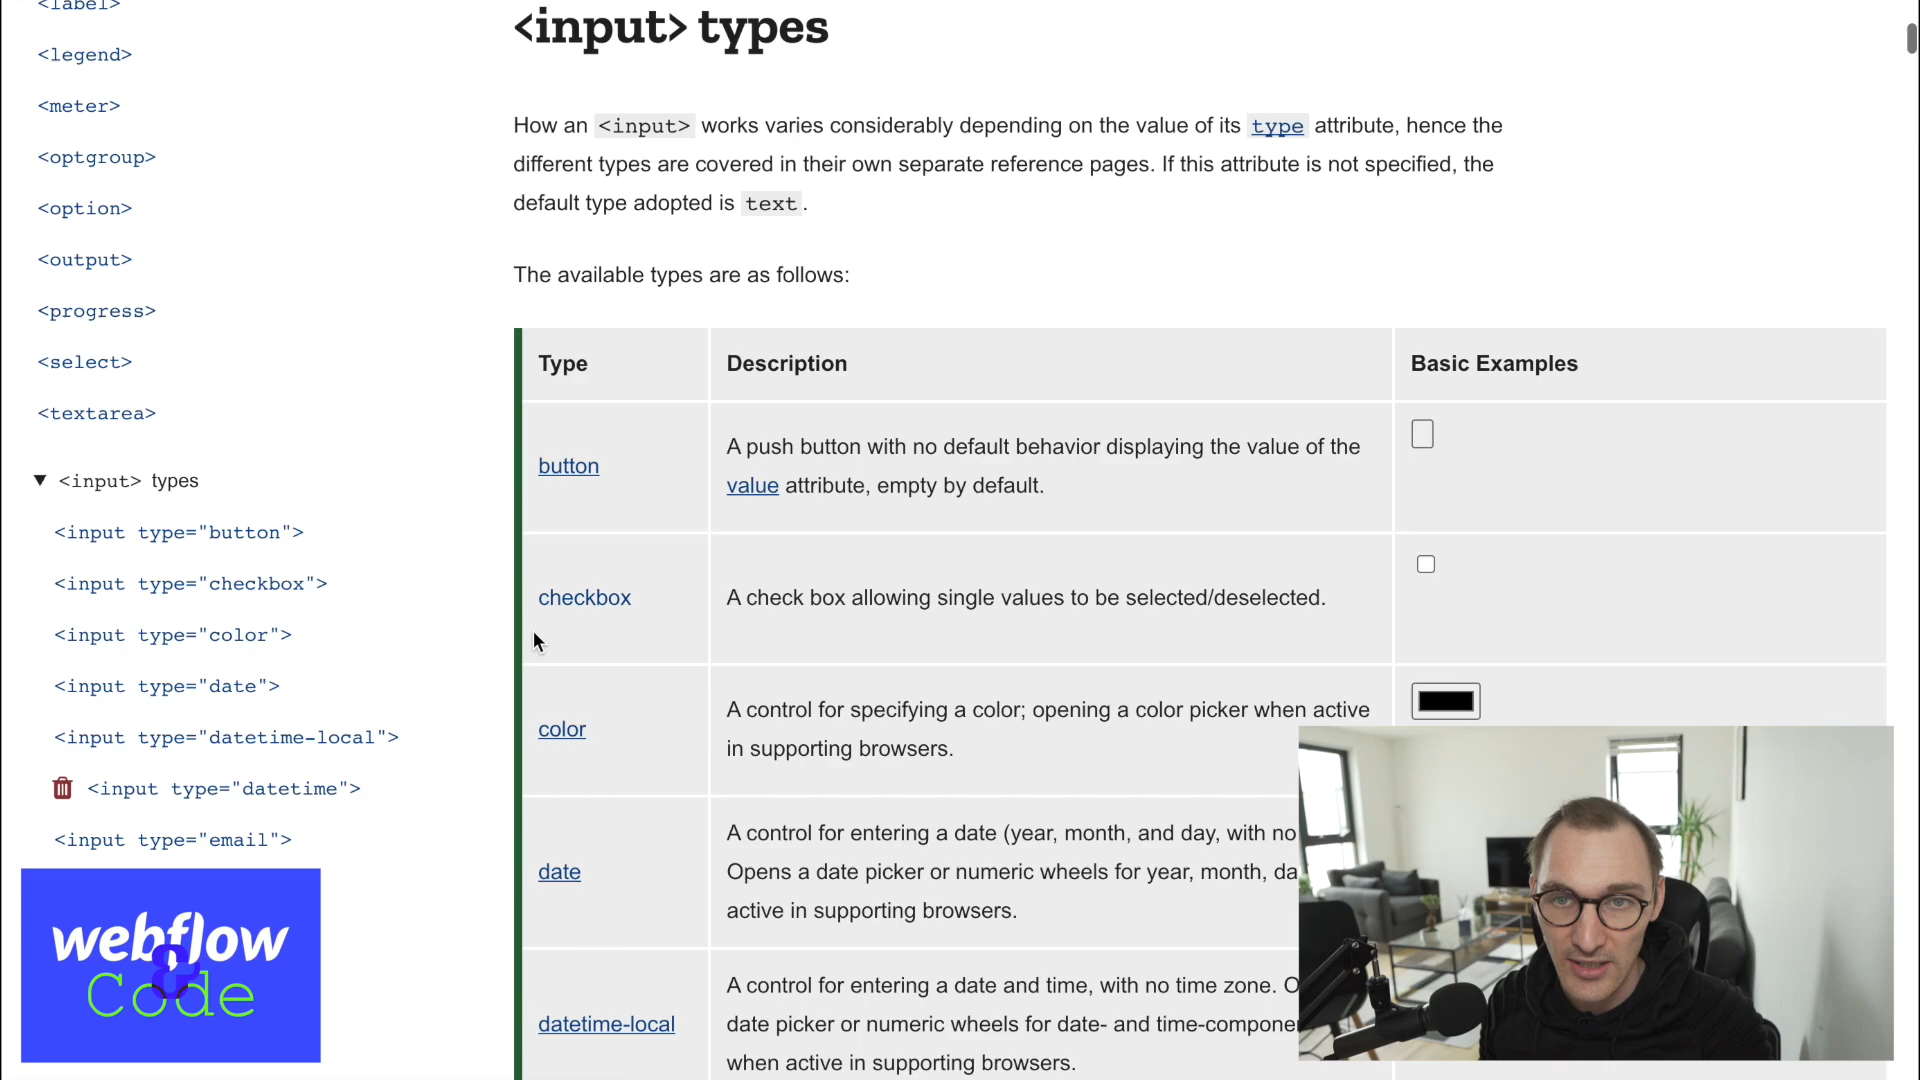 <label>
<legend>
<meter>
<optgroup>
<option>
<output>
<progress>
<select>
<textarea>
<input> types
<input type="button">
<input type="checkbox">
<input type="color">
<input type="date">
<input type="datetime-local">
<input type="datetime">
<input type="email">
webflow
&
Code
<input> types
How an <input> works varies considerably depending on the value of its type attribute, hence the
different types are covered in their own separate reference pages. If this attribute is not specified, the
default type adopted is text.
The available types are as follows:
Type Description Basic Examples
button
A push button with no default behavior displaying the value of the
value attribute, empty by default.
checkbox
A check box allowing single values to be selected/deselected.
color
A control for specifying a color; opening a color picker when active
in supporting browsers.
date
A control for entering a date (year, month, and day, with no
Opens a date picker or numeric wheels for year, month, da
active in supporting browsers.
datetime-local
A control for entering a date and time, with no time zone. O
date picker or numeric wheels for date- and time-compone
when active in supporting browsers.